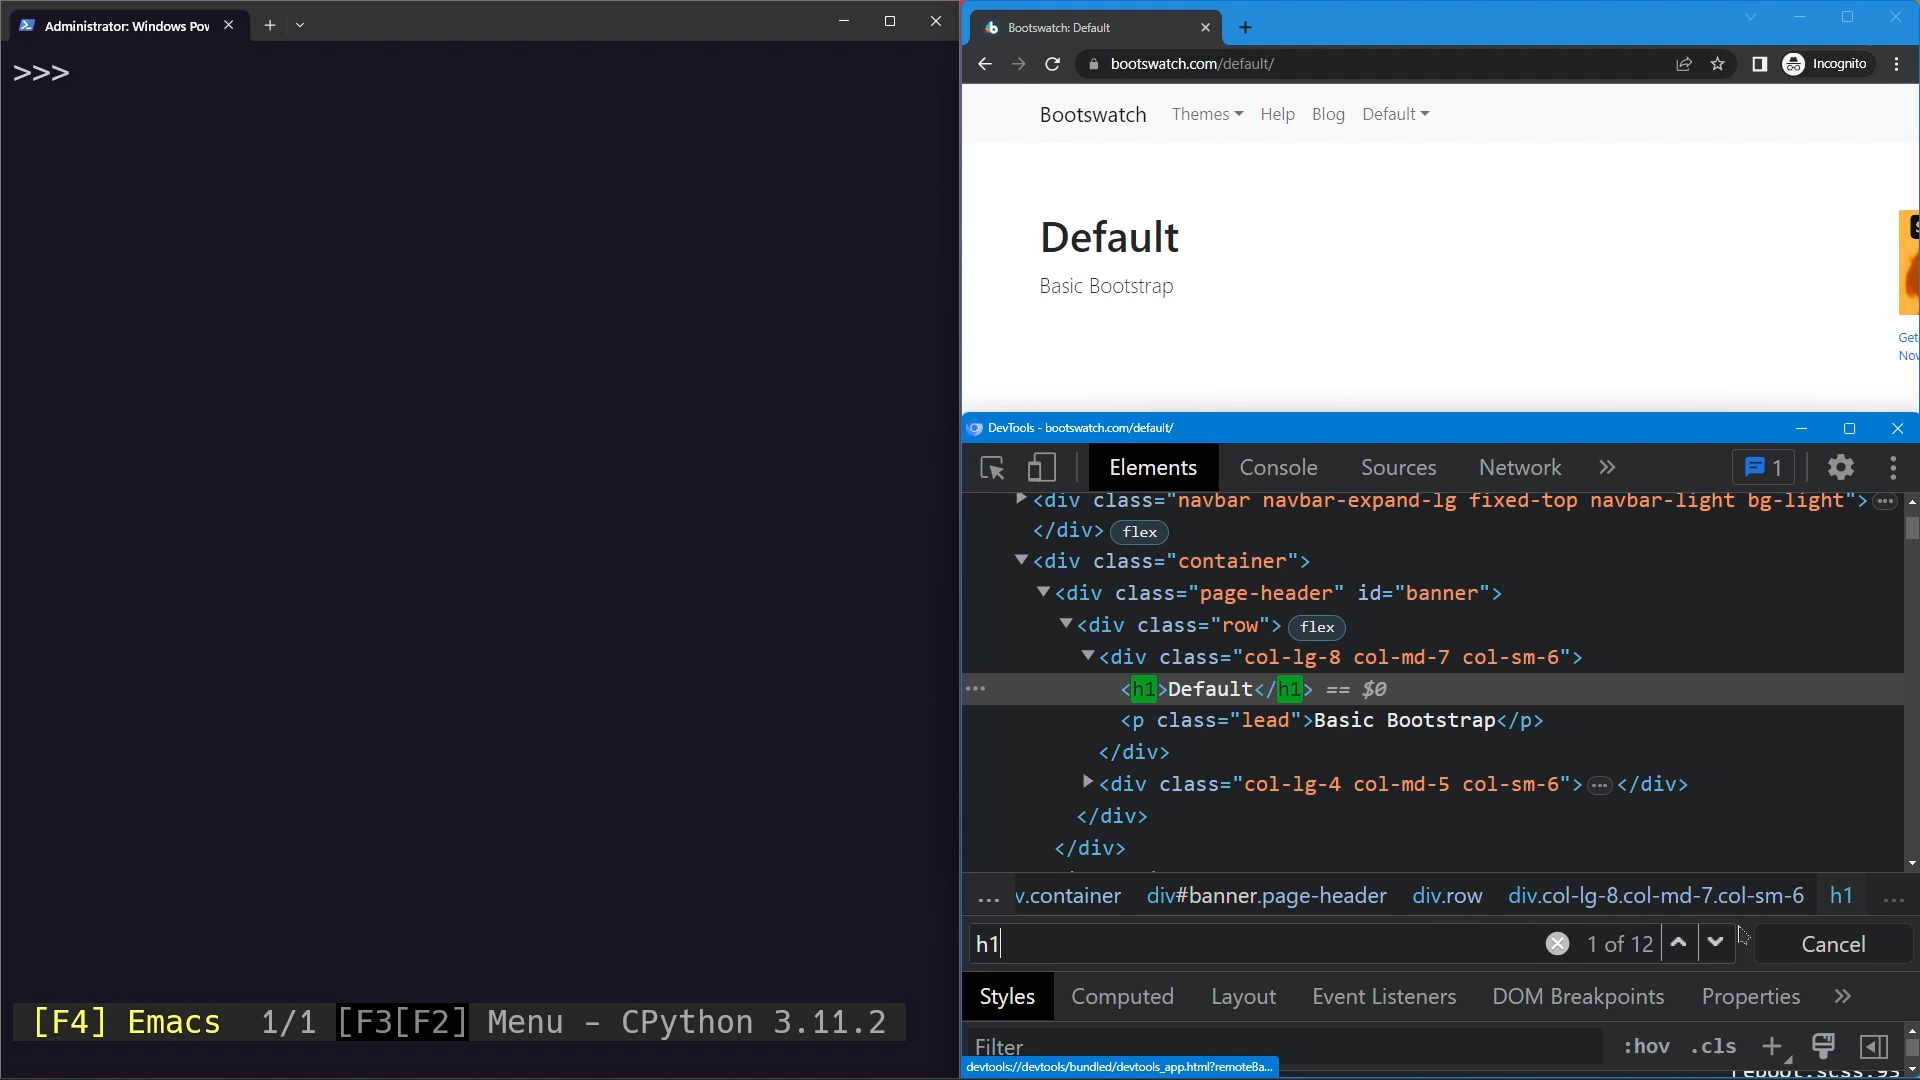 Administrator: Windows Pov
>>>
[F4] Emacs 1/1 [F3[F2] Menu - CPython 3.11.2
Bootswatch: Default
bootswatch.com/default/
Incognito
Bootswatch Themes Help Blog Default
Default
Basic Bootstrap
Get
Nov
DevTools - bootswatch.com/default/
Elements Console Sources Network » 1
<div class="navbar navbar-expand-lg fixed-top navbar-light bg-light"> ⋯
</div> flex
<div class="container">
<div class="page-header" id="banner">
<div class="row"> flex
<div class="col-lg-8 col-md-7 col-sm-6">
<h1>Default</h1> == $0
<p class="lead">Basic Bootstrap</p>
</div>
<div class="col-lg-4 col-md-5 col-sm-6"> ⋯ </div>
</div>
</div>
... v.container div#banner.page-header div.row div.col-lg-8.col-md-7.col-sm-6 h1 ...
h1 1 of 12 Cancel
Styles Computed Layout Event Listeners DOM Breakpoints Properties »
Filter :hov .cls +
devtools://devtools/bundled/devtools_app.html?remoteBa...